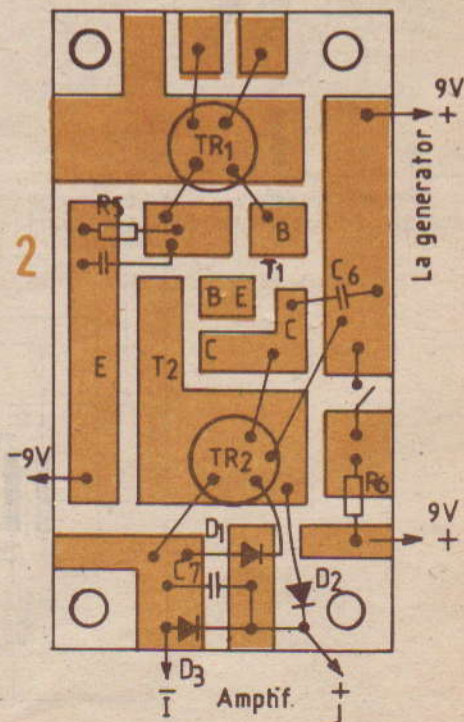 9V
+
TR1
La generator
R5
2
B
T1
C6
B E
C
C
E
T2
-9V
TR2
R6
9V
+
D1
C7
D2
D3
I
Amplif.
+
I